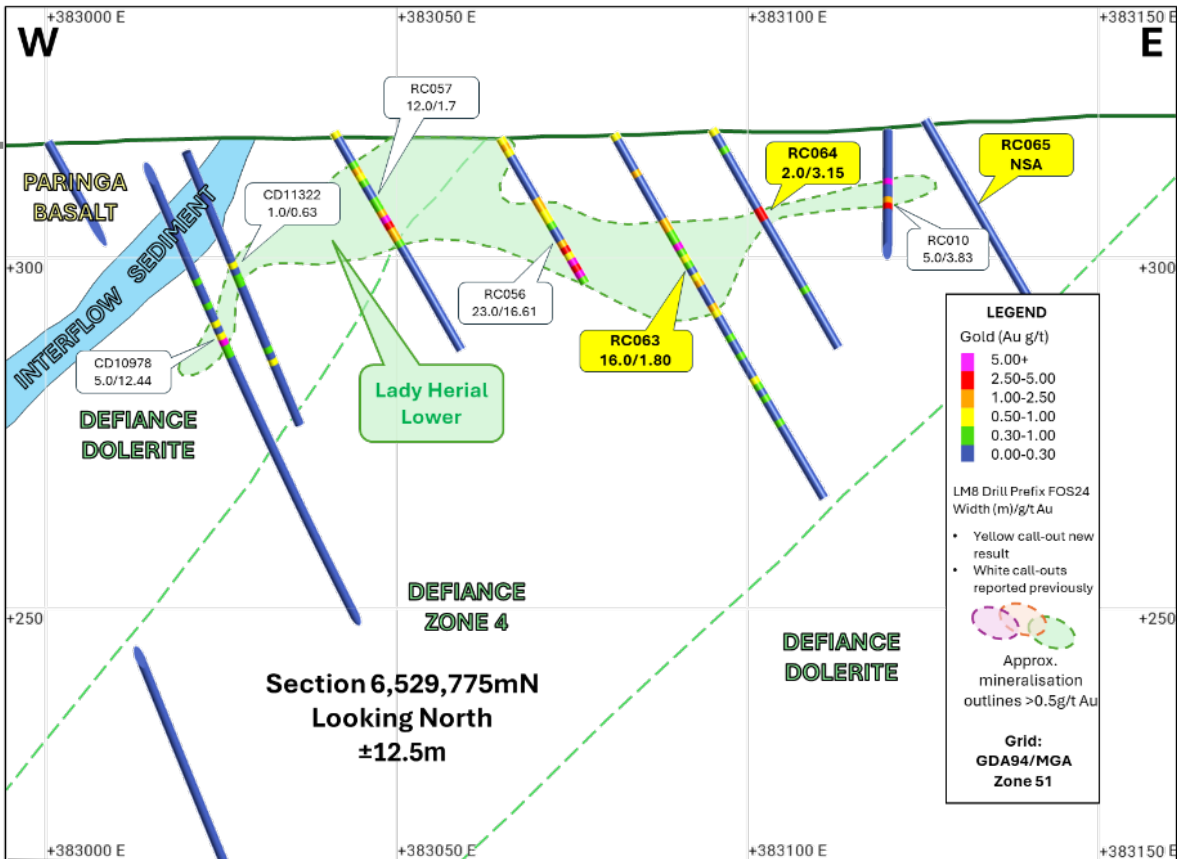 +383000 E
+383050 E
+383100 E
+383150 E
W
E
RC057
12.0/1.7
PARINGA
BASALT
CD11322
1.0/0.63
RC064
2.0/3.15
RC065
NSA
INTERFLOW SEDIMENT
RC010
5.0/3.83
+300
+300
RC056
23.0/16.61
RC063
16.0/1.80
CD10978
5.0/12.44
Lady Herial
Lower
DEFIANCE
DOLERITE
LEGEND
Gold (Au g/t)
5.00+
2.50-5.00
1.00-2.50
0.50-1.00
0.30-1.00
0.00-0.30
LM8 Drill Prefix FOS24
Width (m)/g/t Au
• Yellow call-out new
result
• White call-outs
reported previously
Approx.
mineralisation
outlines >0.5g/t Au
Grid:
GDA94/MGA
Zone 51
DEFIANCE
ZONE 4
+250
+250
DEFIANCE
DOLERITE
Section 6,529,775mN
Looking North
±12.5m
+383000 E
+383050 E
+383100 E
+383150 E